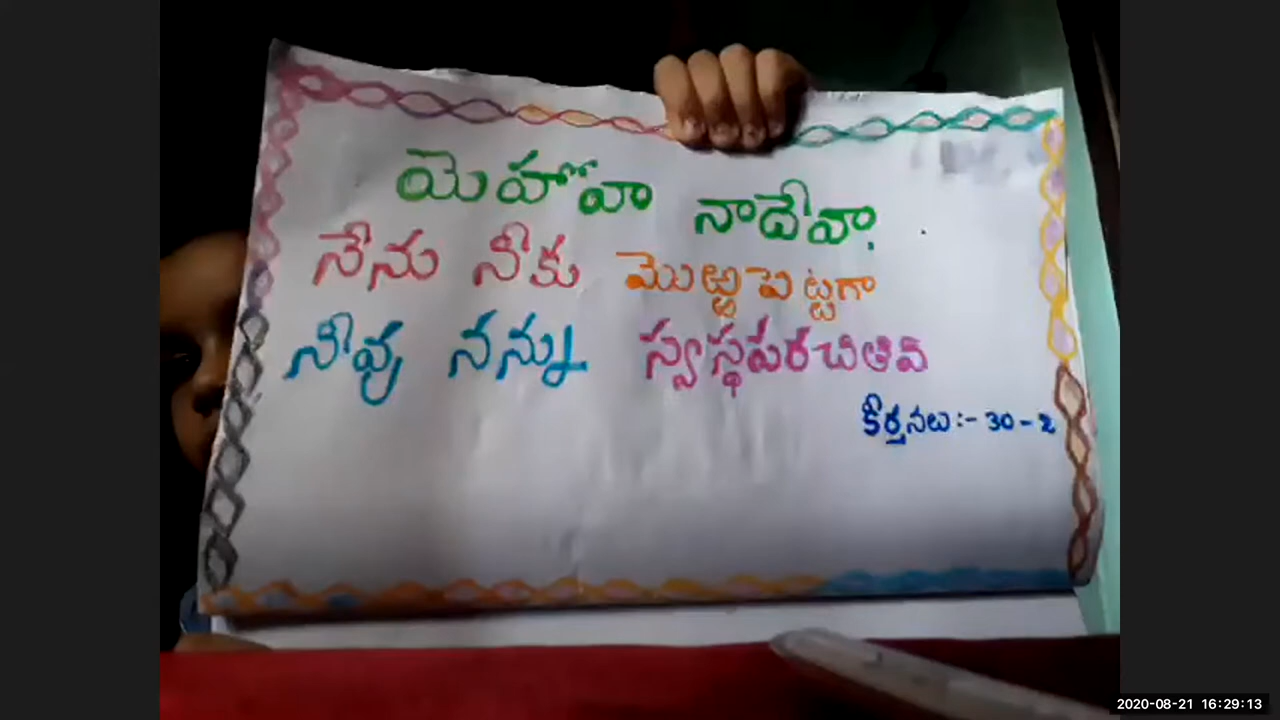 యెహోవా నాదేవా.
నేను నీకు మొఱ్ఱపెట్టగా
నీవు నన్ను స్వస్థపరచితివి
కీర్తనలు:- 30-2
2020-08-21 16:29:13